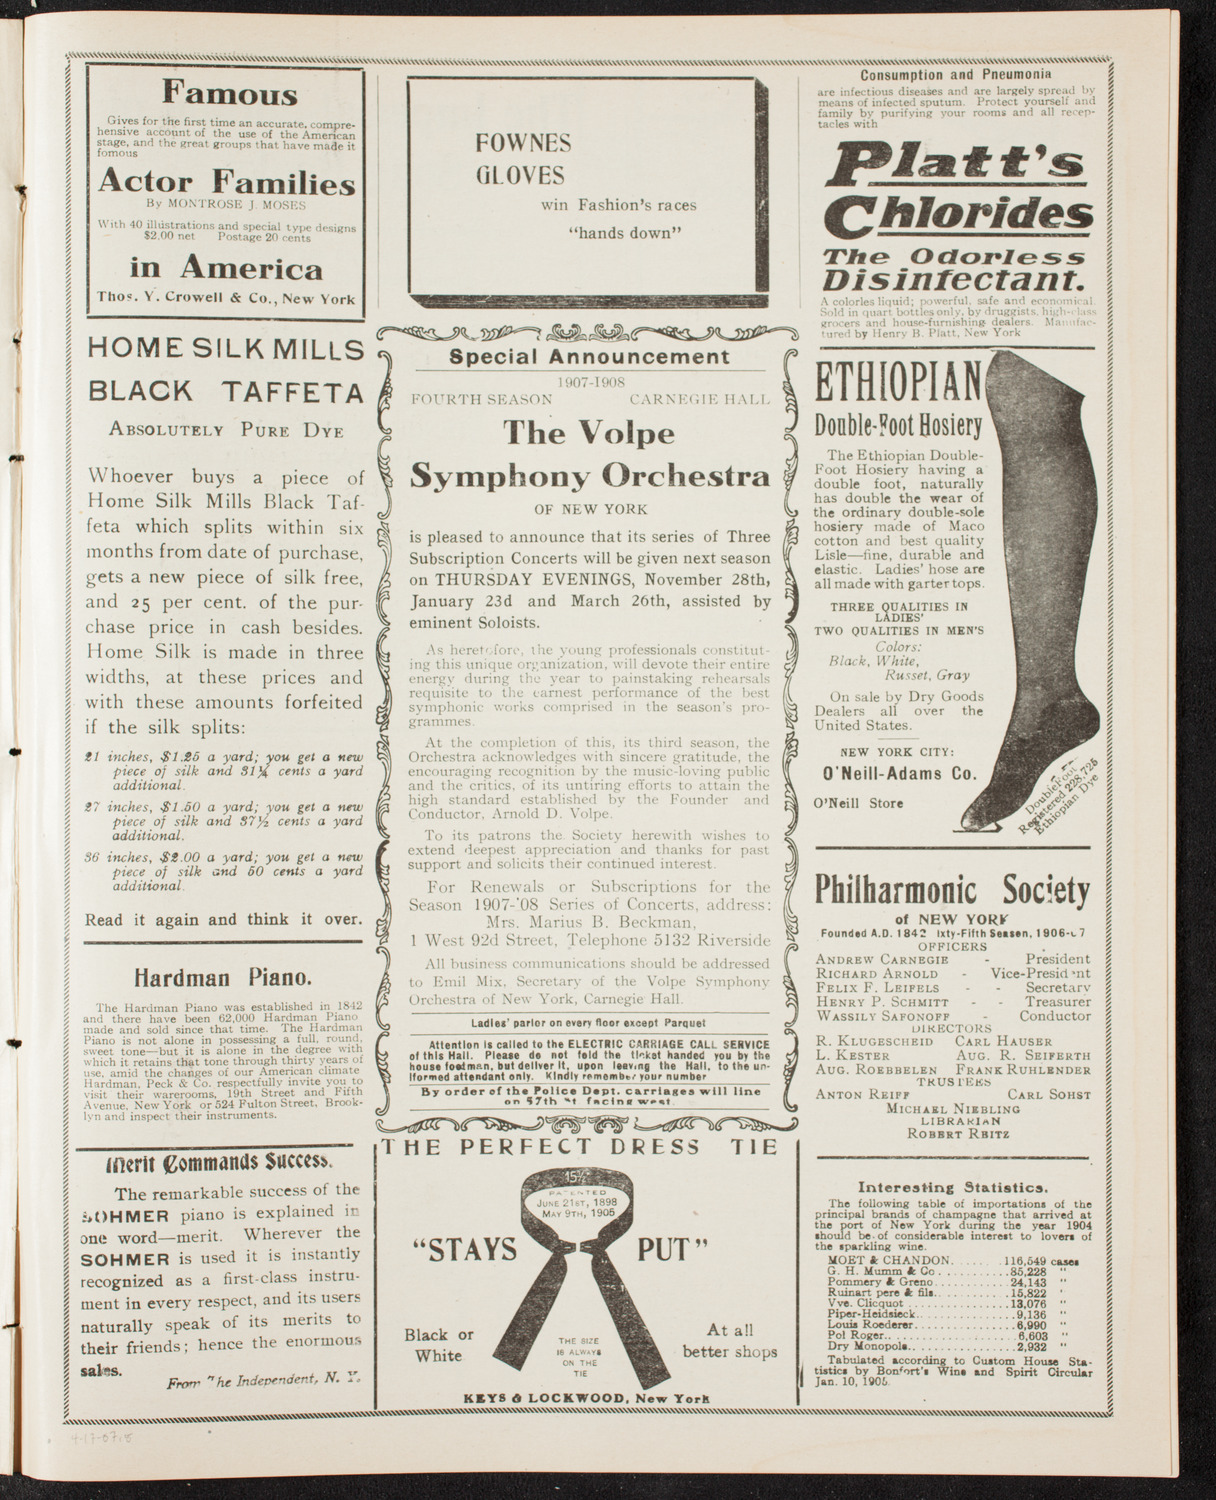 Famous
Gives for the first time an accurate, compre-
hensive account of the use of the American
stage, and the great groups that have made it
fomous
Actor Families
By MONTROSE J. MOSES
With 40 illustrations and special type designs
$2.00 net Postage 20 cents
in America
Thos. Y. Crowell & Co., New York
HOME SILK MILLS
BLACK TAFFETA
ABSOLUTELY PURE DYE
Whoever buys a piece of
Home Silk Mills Black Taf-
feta which splits within six
months from date of purchase,
gets a new piece of silk free,
and 25 per cent. of the pur-
chase price in cash besides.
Home Silk is made in three
widths, at these prices and
with these amounts forfeited
if the silk splits:
21 inches, $1.25 a yard; you get a new
piece of silk and 31¼ cents a yard
additional.
27 inches, $1.50 a yard; you get a new
piece of silk and 37½ cents a yard
additional.
36 inches, $2.00 a yard; you get a new
piece of silk and 50 cents a yard
additional.
Read it again and think it over.
Hardman Piano.
The Hardman Piano was established in 1842
and there have been 62,000 Hardman Piano
made and sold since that time. The Hardman
Piano is not alone in possessing a full, round,
sweet tone—but it is alone in the degree with
which it retains that tone through thirty years of
use, amid the changes of our American climate
Hardman, Peck & Co. respectfully invite you to
visit their warerooms, 19th Street and Fifth
Avenue, New York or 524 Fulton Street, Brook-
lyn and inspect their instruments.
Merit Commands Success.
The remarkable success of the
SOHMER piano is explained in
one word—merit. Wherever the
SOHMER is used it is instantly
recognized as a first-class instru-
ment in every respect, and its users
naturally speak of its merits to
their friends; hence the enormous
sales.
From The Independent, N. Y.
FOWNES
GLOVES
win Fashion's races
"hands down"
Special Announcement
1907-1908
FOURTH SEASON CARNEGIE HALL
The Volpe
Symphony Orchestra
OF NEW YORK
is pleased to announce that its series of Three
Subscription Concerts will be given next season
on THURSDAY EVENINGS, November 28th,
January 23d and March 26th, assisted by
eminent Soloists.
As heretofore, the young professionals constitut-
ing this unique organization, will devote their entire
energy during the year to painstaking rehearsals
requisite to the earnest performance of the best
symphonic works comprised in the season's pro-
grammes.
At the completion of this, its third season, the
Orchestra acknowledges with sincere gratitude, the
encouraging recognition by the music-loving public
and the critics, of its untiring efforts to attain the
high standard established by the Founder and
Conductor, Arnold D. Volpe.
To its patrons the Society herewith wishes to
extend deepest appreciation and thanks for past
support and solicits their continued interest.
For Renewals or Subscriptions for the
Season 1907-'08 Series of Concerts, address:
Mrs. Marius B. Beckman,
1 West 92d Street, Telephone 5132 Riverside
All business communications should be addressed
to Emil Mix, Secretary of the Volpe Symphony
Orchestra of New York, Carnegie Hall.
Ladies' parlor on every floor except Parquet
Attention is called to the ELECTRIC CARRIAGE CALL SERVICE
of this Hall. Please do not fold the ticket handed you by the
house footman, but deliver it, upon leaving the Hall, to the un-
iformed attendant only. Kindly remember your number
By order of the Police Dept. carriages will line
on 57th St facing west.
THE PERFECT DRESS TIE
15½
PATENTED
JUNE 21ST, 1898
MAY 9TH, 1905
"STAYS PUT"
Black or
White
THE SIZE
IS ALWAYS
ON THE
TIE
At all
better shops
KEYS & LOCKWOOD, New York
Consumption and Pneumonia
are infectious diseases and are largely spread by
means of infected sputum. Protect yourself and
family by purifying your rooms and all recep-
tacles with
Platt's
Chlorides
The Odorless
Disinfectant.
A colorles liquid; powerful, safe and economical.
Sold in quart bottles only, by druggists, high-class
grocers and house-furnishing dealers. Manufac-
tured by Henry B. Platt, New York
ETHIOPIAN
Double-Foot Hosiery
The Ethiopian Double-
Foot Hosiery having a
double foot, naturally
has double the wear of
the ordinary double-sole
hosiery made of Maco
cotton and best quality
Lisle—fine, durable and
elastic. Ladies' hose are
all made with garter tops.
THREE QUALITIES IN
LADIES'
TWO QUALITIES IN MEN'S
Colors:
Black, White,
Russet, Gray
On sale by Dry Goods
Dealers all over the
United States.
NEW YORK CITY:
O'Neill-Adams Co.
O'Neill Store
DoubleFoot
Registered 228,725
Ethiopian Dye
Philharmonic Society
of NEW YORK
Founded A.D. 1842 ixty-Fifth Season, 1906-07
OFFICERS
ANDREW CARNEGIE - President
RICHARD ARNOLD - Vice-President
FELIX F. LEIFELS - - Secretary
HENRY P. SCHMITT - - Treasurer
WASSILY SAFONOFF - Conductor
DIRECTORS
R. KLUGESCHEID CARL HAUSER
L. KESTER AUG. R. SEIFERTH
AUG. ROEBBELEN FRANK RUHLENDER
TRUSTEES
ANTON REIFF CARL SOHST
MICHAEL NIEBLING
LIBRARIAN
ROBERT RBITZ
Interesting Statistics.
The following table of importations of the
principal brands of champagne that arrived at
the port of New York during the year 1904
should be of considerable interest to lovers of
the sparkling wine.
MOET & CHANDON.......116,549 cases
G. H. Mumm & Co..........85,228 "
Pommery & Greno..........24,143 "
Ruinart pere & fils..........15,822 "
Vve. Clicquot..............13,076 "
Piper-Heidsieck.............9,136 "
Louis Roederer.............6,990 "
Pol Roger..................6,603 "
Dry Monopole..............2,932 "
Tabulated according to Custom House Sta-
tistics by Bonfort's Wine and Spirit Circular
Jan. 10, 1905.
4-17-07.8